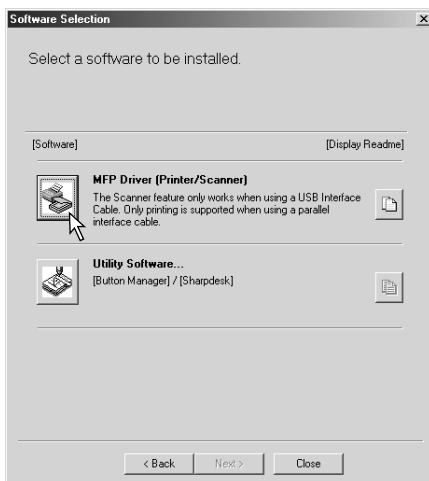 Software Selection
Select a software to be installed.
[Software] [Display Readme]
MFP Driver (Printer/Scanner)
The Scanner feature only works when using a USB Interface
Cable. Only printing is supported when using a parallel
interface cable.
Utility Software...
[Button Manager] / [Sharpdesk]
< Back Next > Close